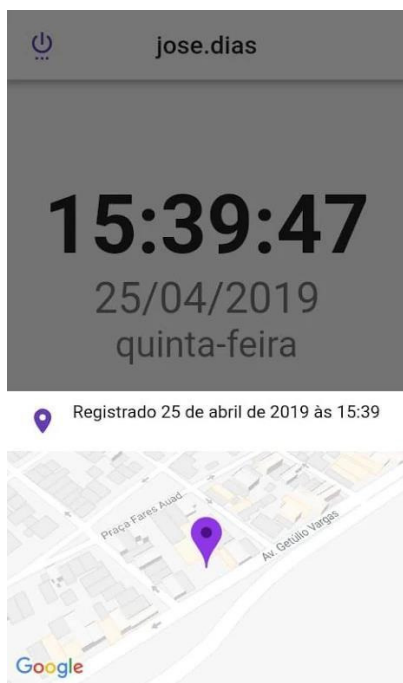 jose.dias
15:39:47
25/04/2019
quinta-feira
Registrado 25 de abril de 2019 às 15:39
Praça Fares Auad
Av. Getúlio Vargas
Google